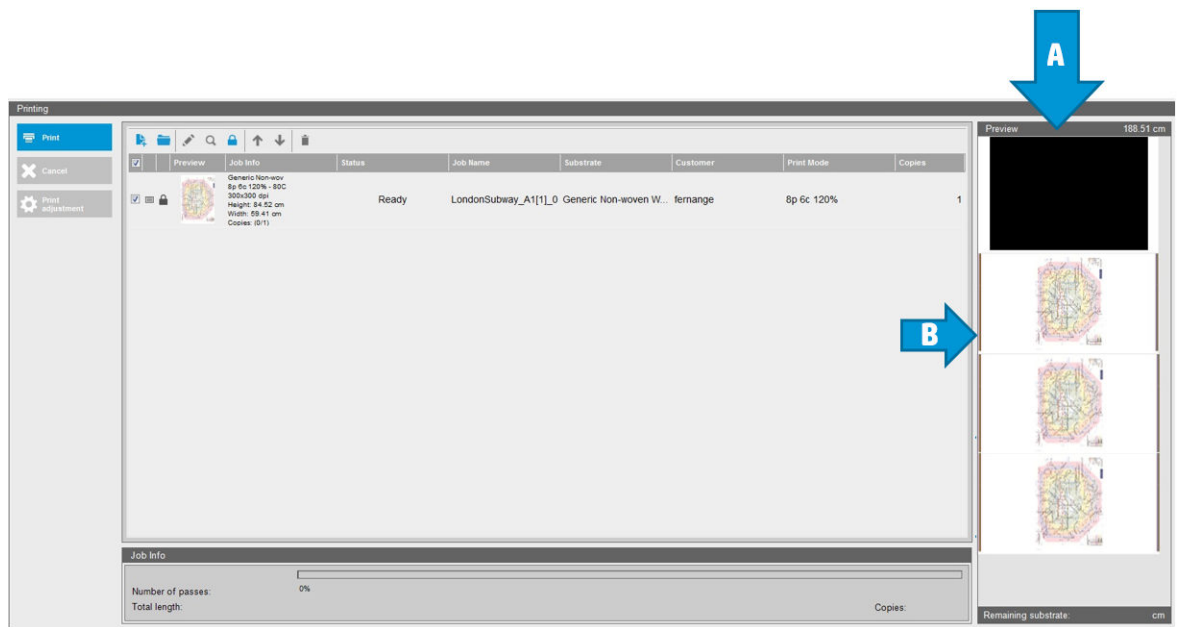 A
Printing
Print
Cancel
Print
adjustment
Preview
Job Info
Status
Job Name
Substrate
Customer
Print Mode
Copies
Generic Non-wov
8p 6c 120% - 80C
300x300 dpi
Height: 84.52 cm
Width: 59.41 cm
Copies: (0/1)
Ready
LondonSubway_A1[1]_0
Generic Non-woven W...
fernange
8p 6c 120%
1
Preview
188.51 cm
B
Job Info
0%
Number of passes:
Total length:
Copies:
Remaining substrate:
cm